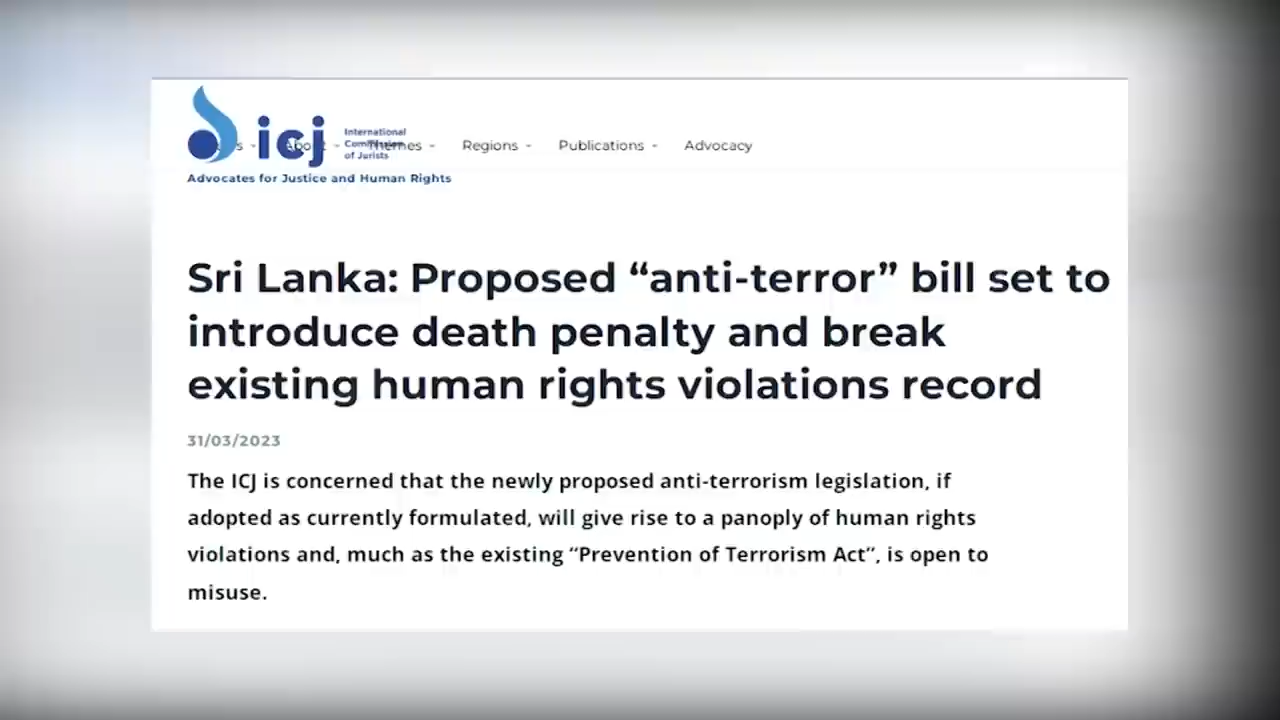 icj
International
Commission
of Jurists
About Themes Regions Publications Advocacy
Advocates for Justice and Human Rights
Sri Lanka: Proposed “anti-terror” bill set to
introduce death penalty and break
existing human rights violations record
31/03/2023
The ICJ is concerned that the newly proposed anti-terrorism legislation, if
adopted as currently formulated, will give rise to a panoply of human rights
violations and, much as the existing “Prevention of Terrorism Act”, is open to
misuse.